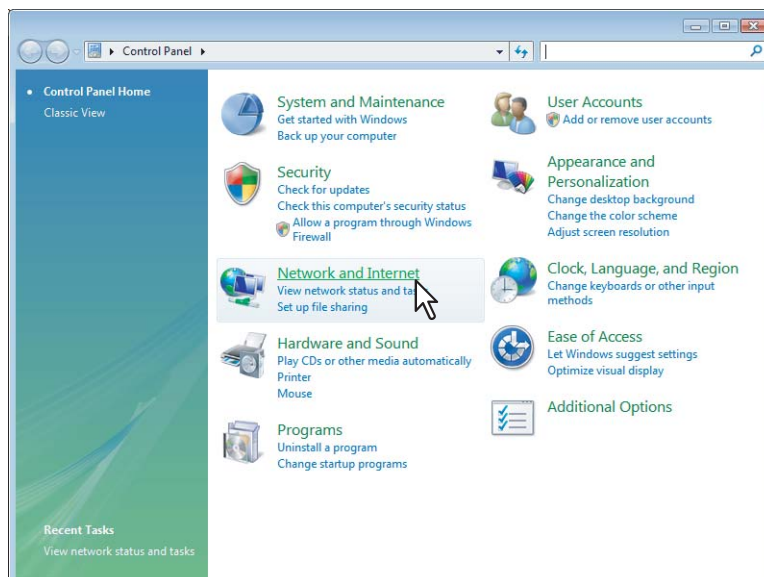 Control Panel
Control Panel Home
Classic View
System and Maintenance
Get started with Windows
Back up your computer
Security
Check for updates
Check this computer's security status
Allow a program through Windows
Firewall
Network and Internet
View network status and tas
Set up file sharing
Hardware and Sound
Play CDs or other media automatically
Printer
Mouse
Programs
Uninstall a program
Change startup programs
User Accounts
Add or remove user accounts
Appearance and
Personalization
Change desktop background
Change the color scheme
Adjust screen resolution
Clock, Language, and Region
Change keyboards or other input
methods
Ease of Access
Let Windows suggest settings
Optimize visual display
Additional Options
Recent Tasks
View network status and tasks